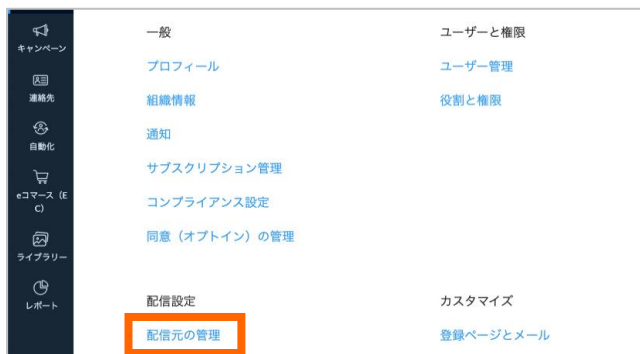 キャンペーン
連絡先
自動化
eコマース（E
C）
ライブラリー
レポート
一般
プロフィール
組織情報
通知
サブスクリプション管理
コンプライアンス設定
同意（オプトイン）の管理
ユーザーと権限
ユーザー管理
役割と権限
配信設定
配信元の管理
カスタマイズ
登録ページとメール